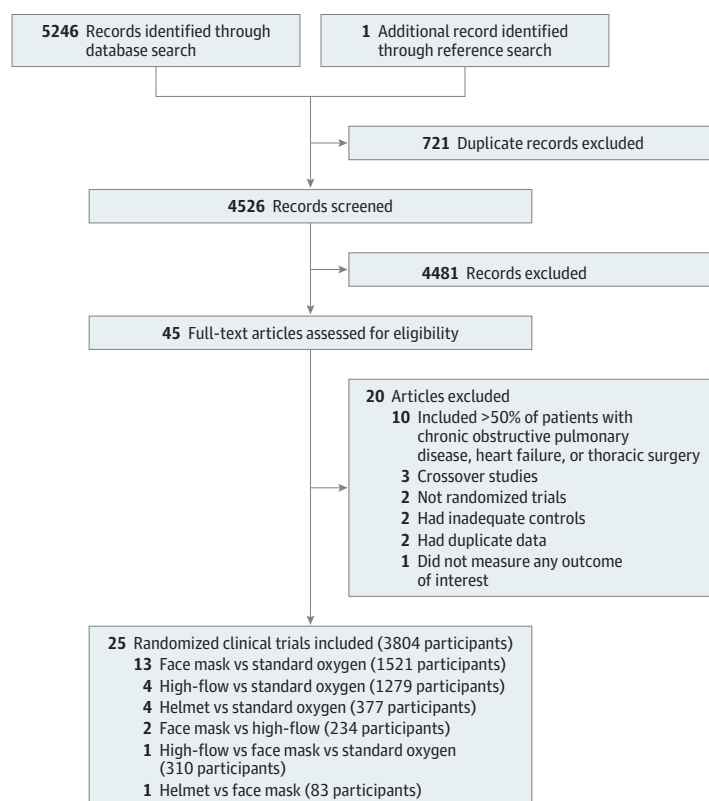 5246 Records identified through
database search
1 Additional record identified
through reference search
721 Duplicate records excluded
4526 Records screened
4481 Records excluded
45 Full-text articles assessed for eligibility
20 Articles excluded
10 Included >50% of patients with
chronic obstructive pulmonary
disease, heart failure, or thoracic surgery
3 Crossover studies
2 Not randomized trials
2 Had inadequate controls
2 Had duplicate data
1 Did not measure any outcome
of interest
25 Randomized clinical trials included (3804 participants)
13 Face mask vs standard oxygen (1521 participants)
4 High-flow vs standard oxygen (1279 participants)
4 Helmet vs standard oxygen (377 participants)
2 Face mask vs high-flow (234 participants)
1 High-flow vs face mask vs standard oxygen
(310 participants)
1 Helmet vs face mask (83 participants)